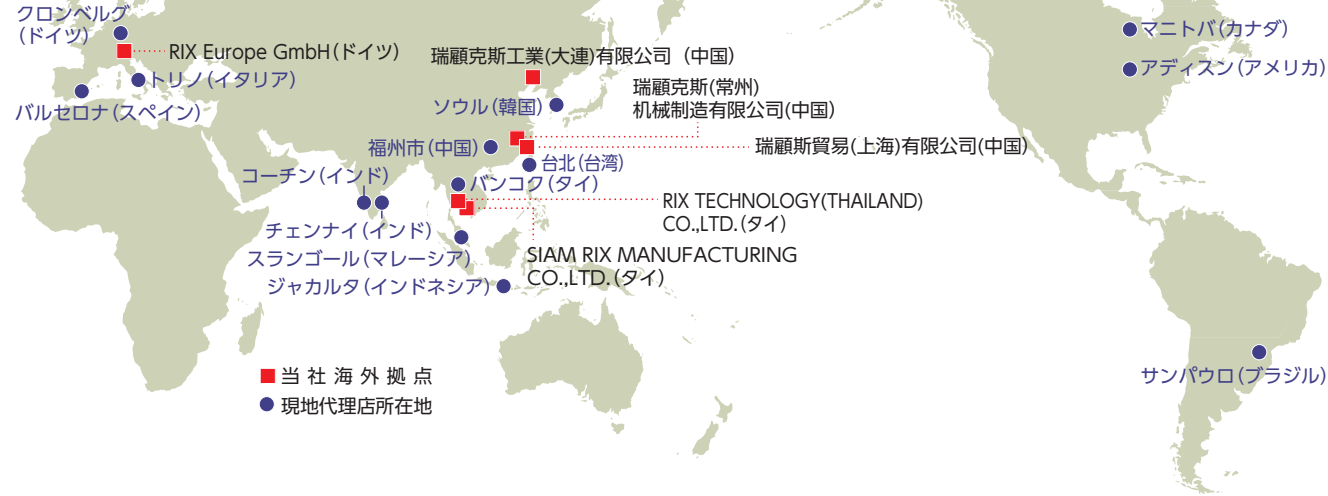 クロンベルグ
(ドイツ)
RIX Europe GmbH(ドイツ)
トリノ(イタリア)
バルセロナ(スペイン)
瑞顧克斯工業(大連)有限公司 (中国)
瑞顧克斯(常州)
机械制造有限公司(中国)
ソウル(韓国)
福州市(中国)
瑞顧斯貿易(上海)有限公司(中国)
台北(台湾)
コーチン(インド)
バンコク(タイ)
RIX TECHNOLOGY(THAILAND)
CO.,LTD.(タイ)
チェンナイ(インド)
スランゴール(マレーシア)
SIAM RIX MANUFACTURING
CO.,LTD.(タイ)
ジャカルタ(インドネシア)
マニトバ(カナダ)
アディスン(アメリカ)
サンパウロ(ブラジル)
当社海外拠点
現地代理店所在地